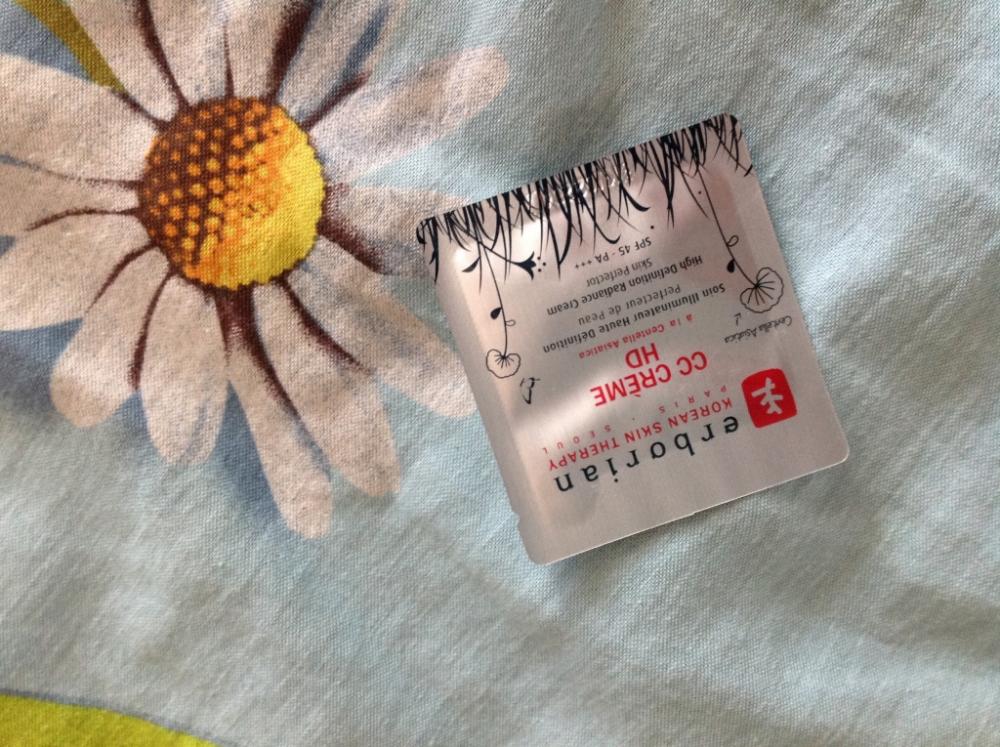 erborian
KOREAN SKIN THERAPY
PARIS . SEOUL
CC CRÈME
HD
à la Centella Asiatica
Soin Illuminateur Haute Définition
Perfecteur de Peau
High Definition Radiance Cream
Skin Perfector
SPF 45 - PA +++
Centella Asiatica